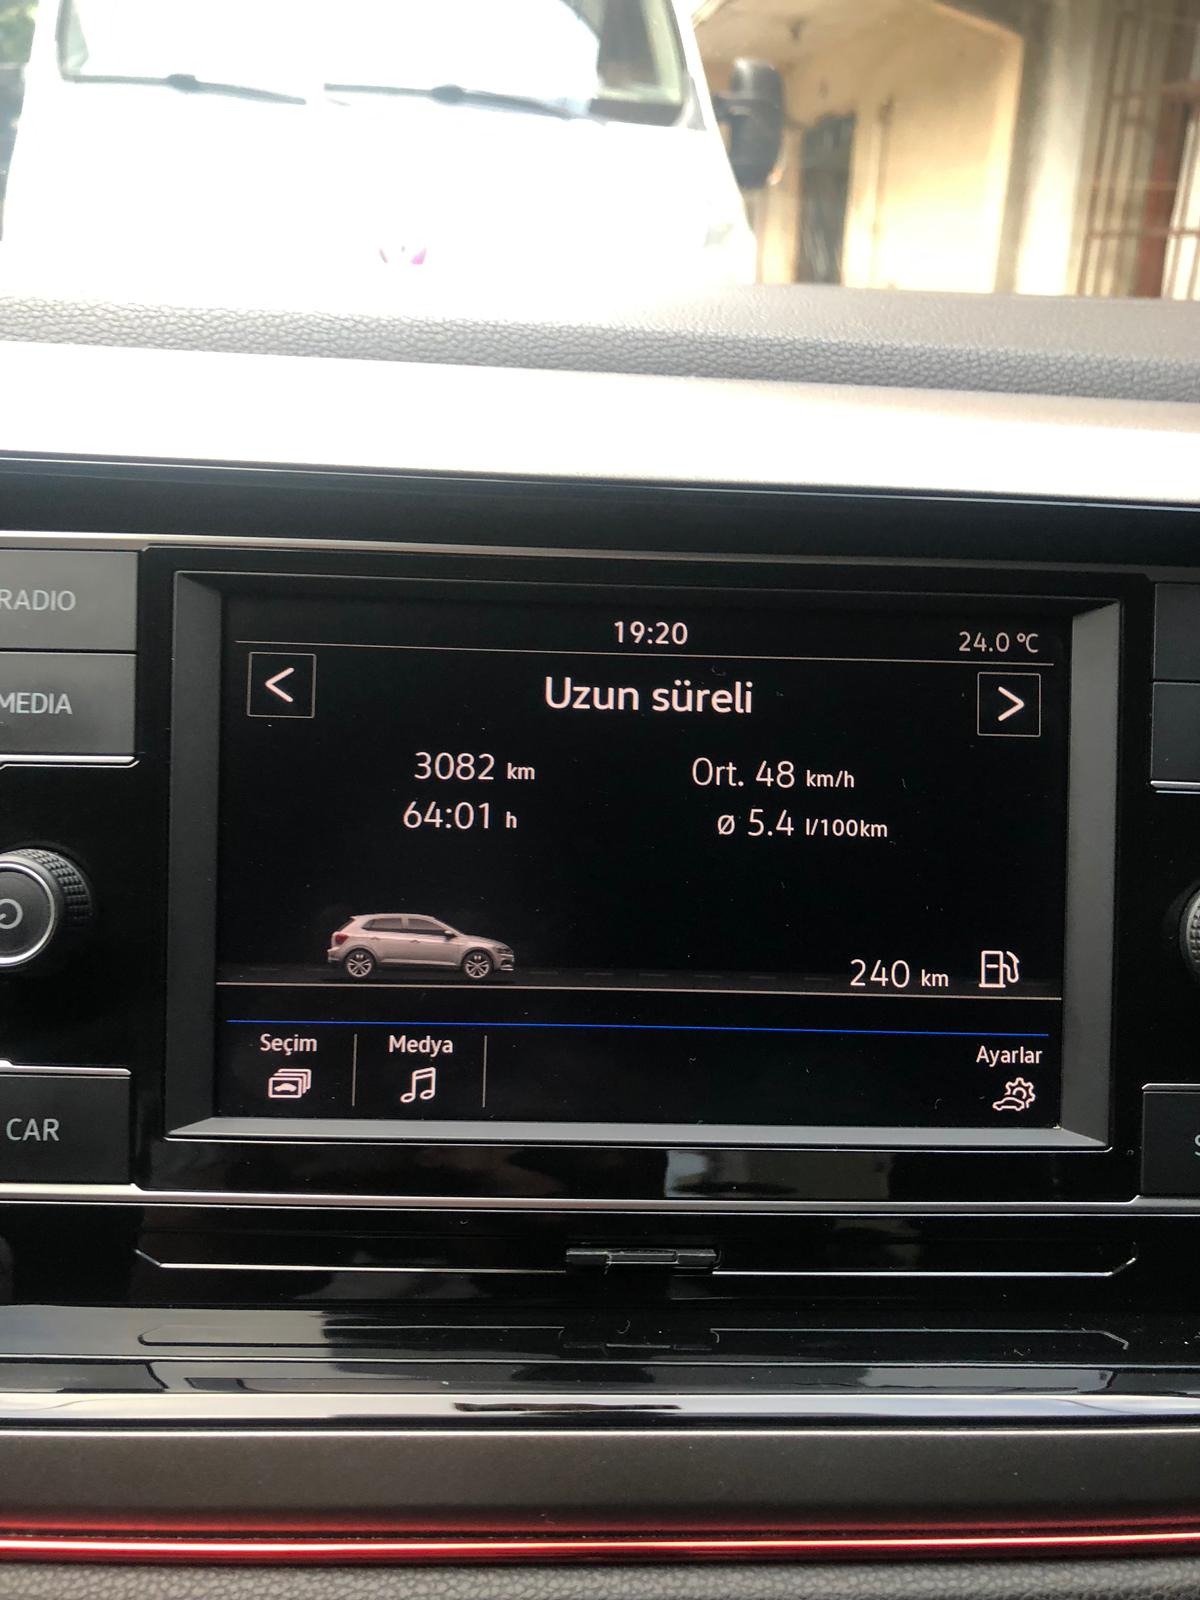 RADIO
MEDIA
CAR
19:20
24.0 °C
<
Uzun süreli
>
3082 km
Ort. 48 km/h
64:01 h
Ø 5.4 l/100km
240 km
Seçim
Medya
Ayarlar